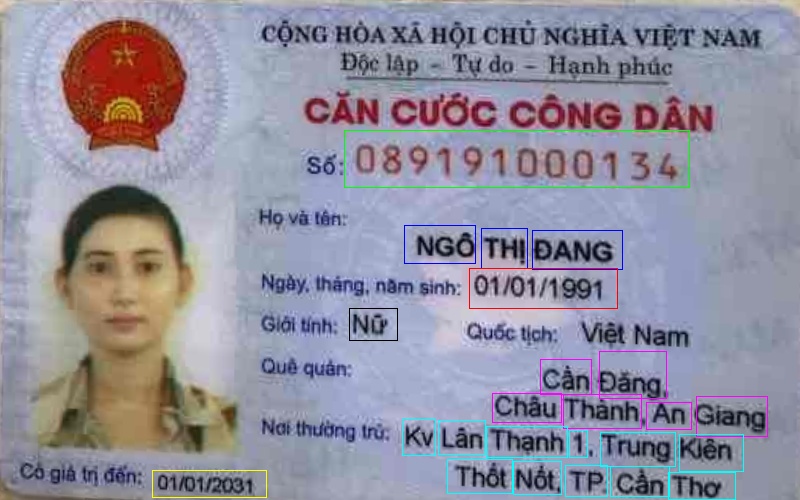 CỘNG HÒA XÃ HỘI CHỦ NGHĨA VIỆT NAM
Độc lập - Tự do - Hạnh phúc
CĂN CƯỚC CÔNG DÂN
Số: 089191000134
Họ và tên:
NGÔ THỊ ĐANG
Ngày, tháng, năm sinh: 01/01/1991
Giới tính: Nữ Quốc tịch: Việt Nam
Quê quán: Cần Đăng,
Châu Thành, An Giang
Nơi thường trú: Kv Lân Thạnh 1, Trung Kiên
Thốt Nốt, TP. Cần Thơ
Có giá trị đến: 01/01/2031